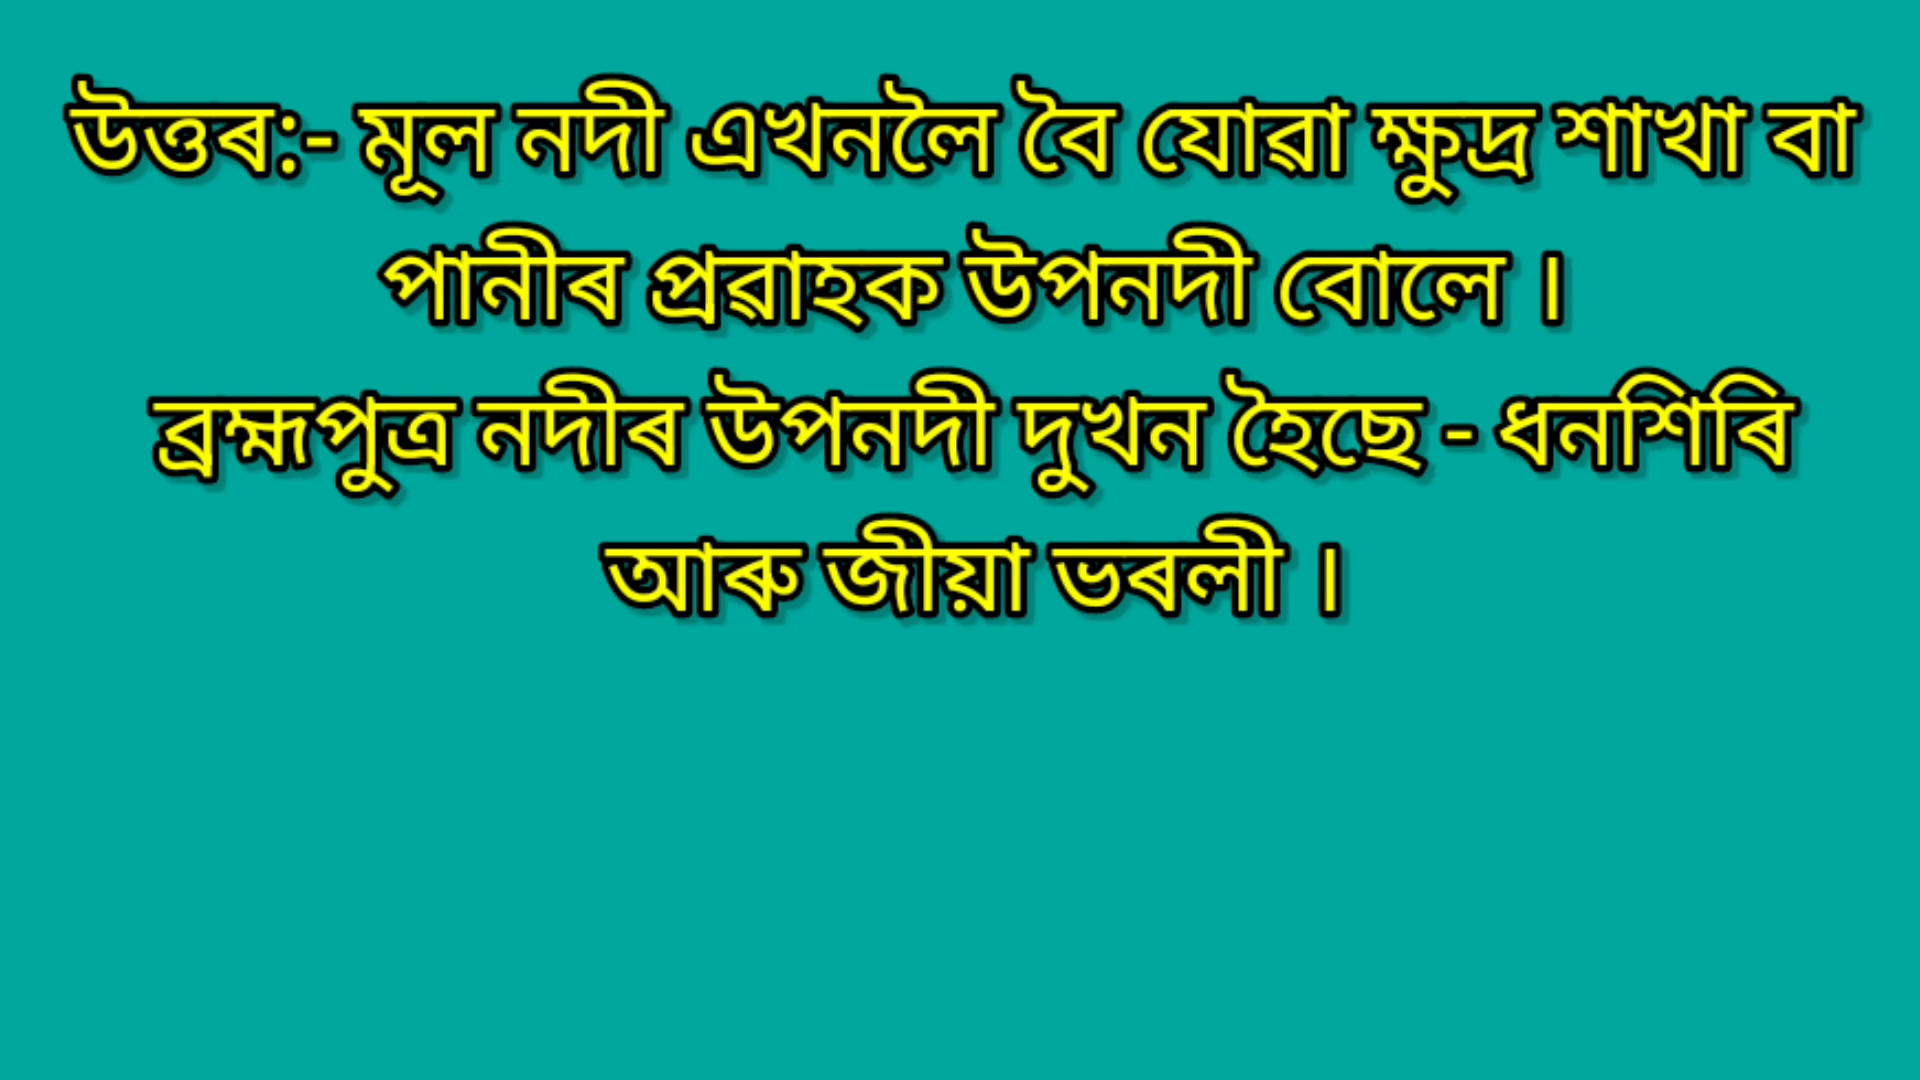 উত্তৰ:- মূল নদী এখনলৈ বৈ যোৱা ক্ষুদ্ৰ শাখা বা
পানীৰ প্ৰৱাহক উপনদী বোলে ।
ব্ৰহ্মপুত্ৰ নদীৰ উপনদী দুখন হৈছে - ধনশিৰি
আৰু জীয়া ভৰলী ।